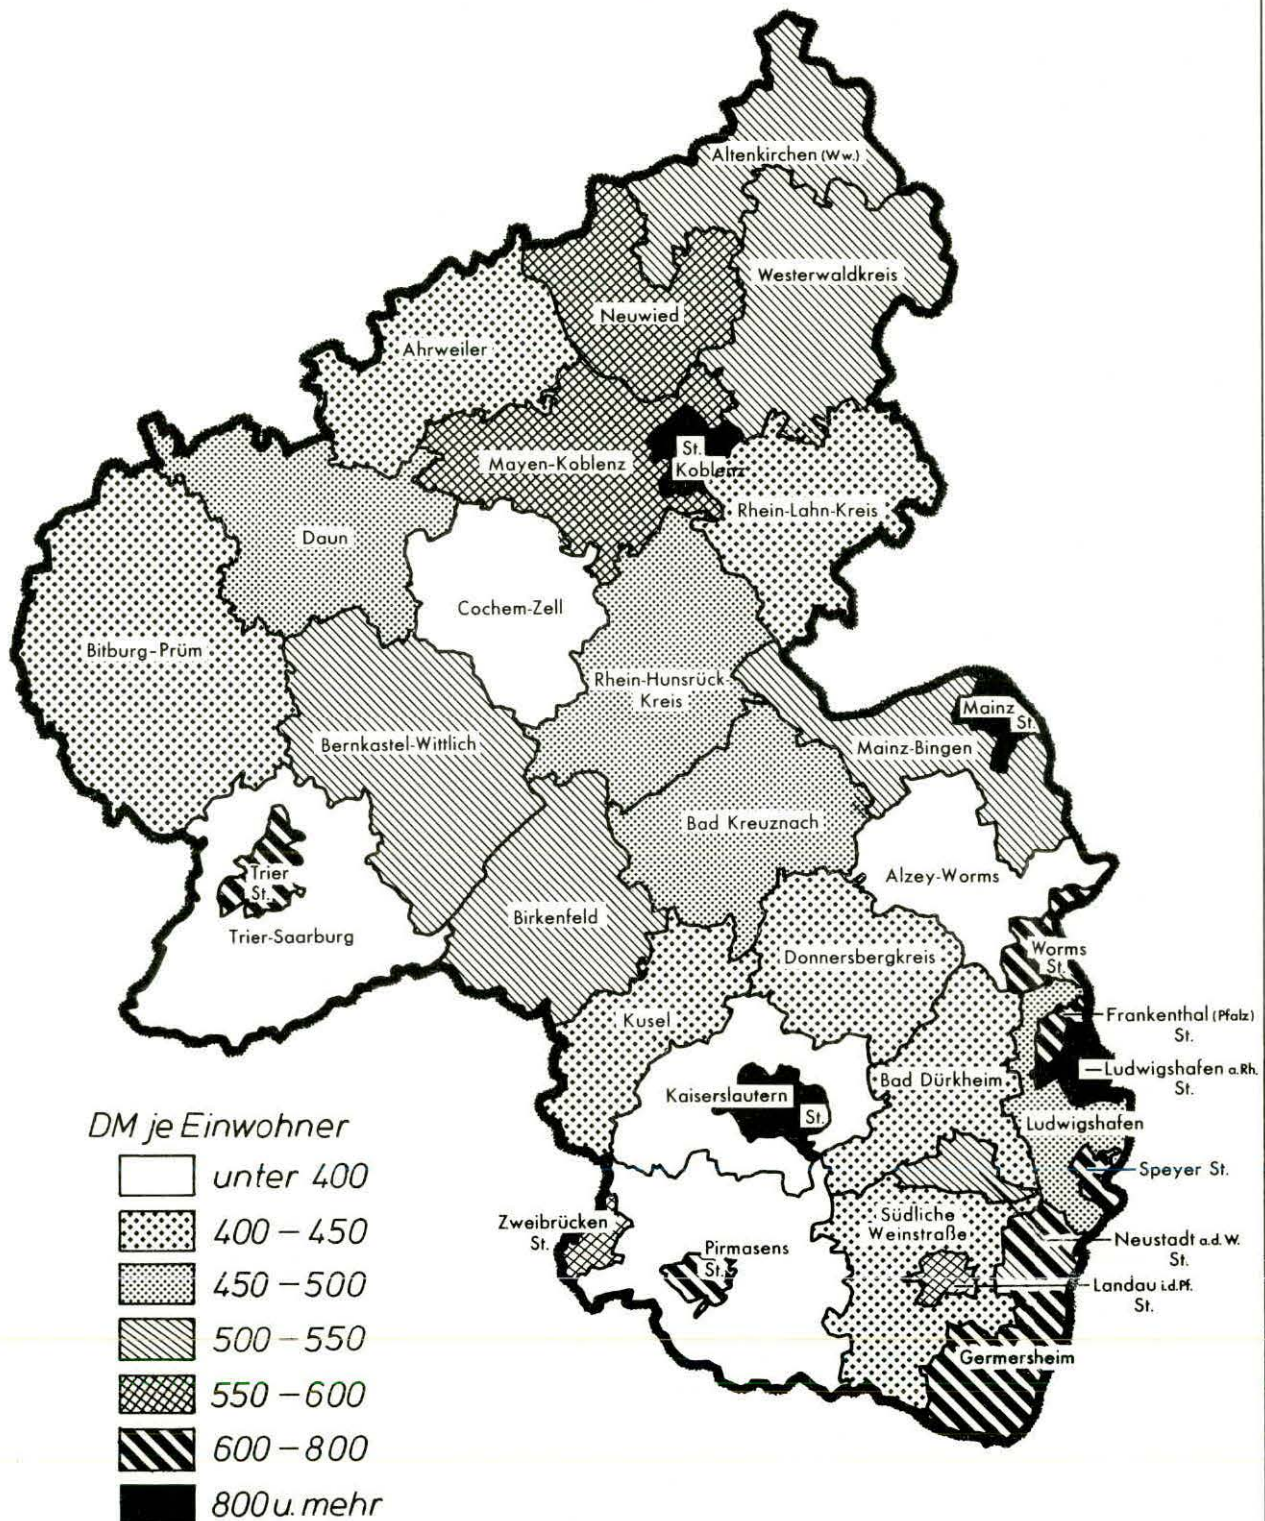 Altenkirchen (Ww.)
Westerwaldkreis
Neuwied
Ahrweiler
St.
Koblenz
Mayen-Koblenz
Rhein-Lahn-Kreis
Daun
Cochem-Zell
Bitburg-Prüm
Rhein-Hunsrück-
Kreis
Mainz
St.
Bernkastel-Wittlich
Mainz-Bingen
Bad Kreuznach
Trier
St.
Alzey-Worms
Birkenfeld
Trier-Saarburg
Worms
St.
Donnersbergkreis
Kusel
Frankenthal (Pfalz)
St.
Ludwigshafen a.Rh.
St.
Bad Dürkheim
Kaiserslautern
St.
Ludwigshafen
Speyer St.
Zweibrücken
St.
Südliche
Weinstraße
Neustadt a.d.W.
St.
Pirmasens
St.
Landau i.d.Pf.
St.
Germersheim
DM je Einwohner
unter 400
400 – 450
450 – 500
500 – 550
550 – 600
600 – 800
800 u. mehr